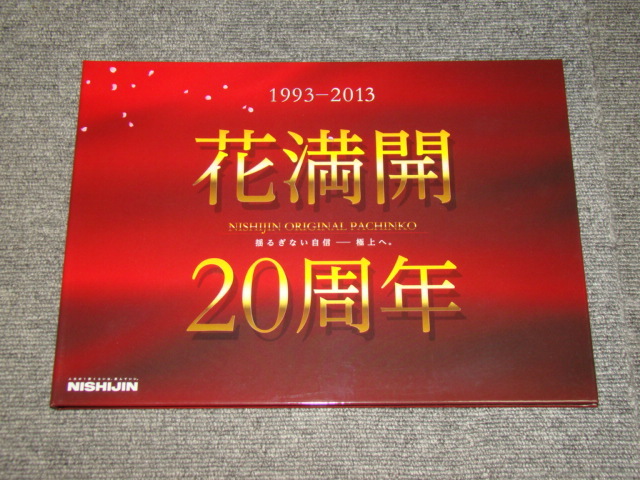 1993-2013
花満開
NISHIJIN ORIGINAL PACHINKO
揺るぎない自信 ── 極上へ。
20周年
NISHIJIN